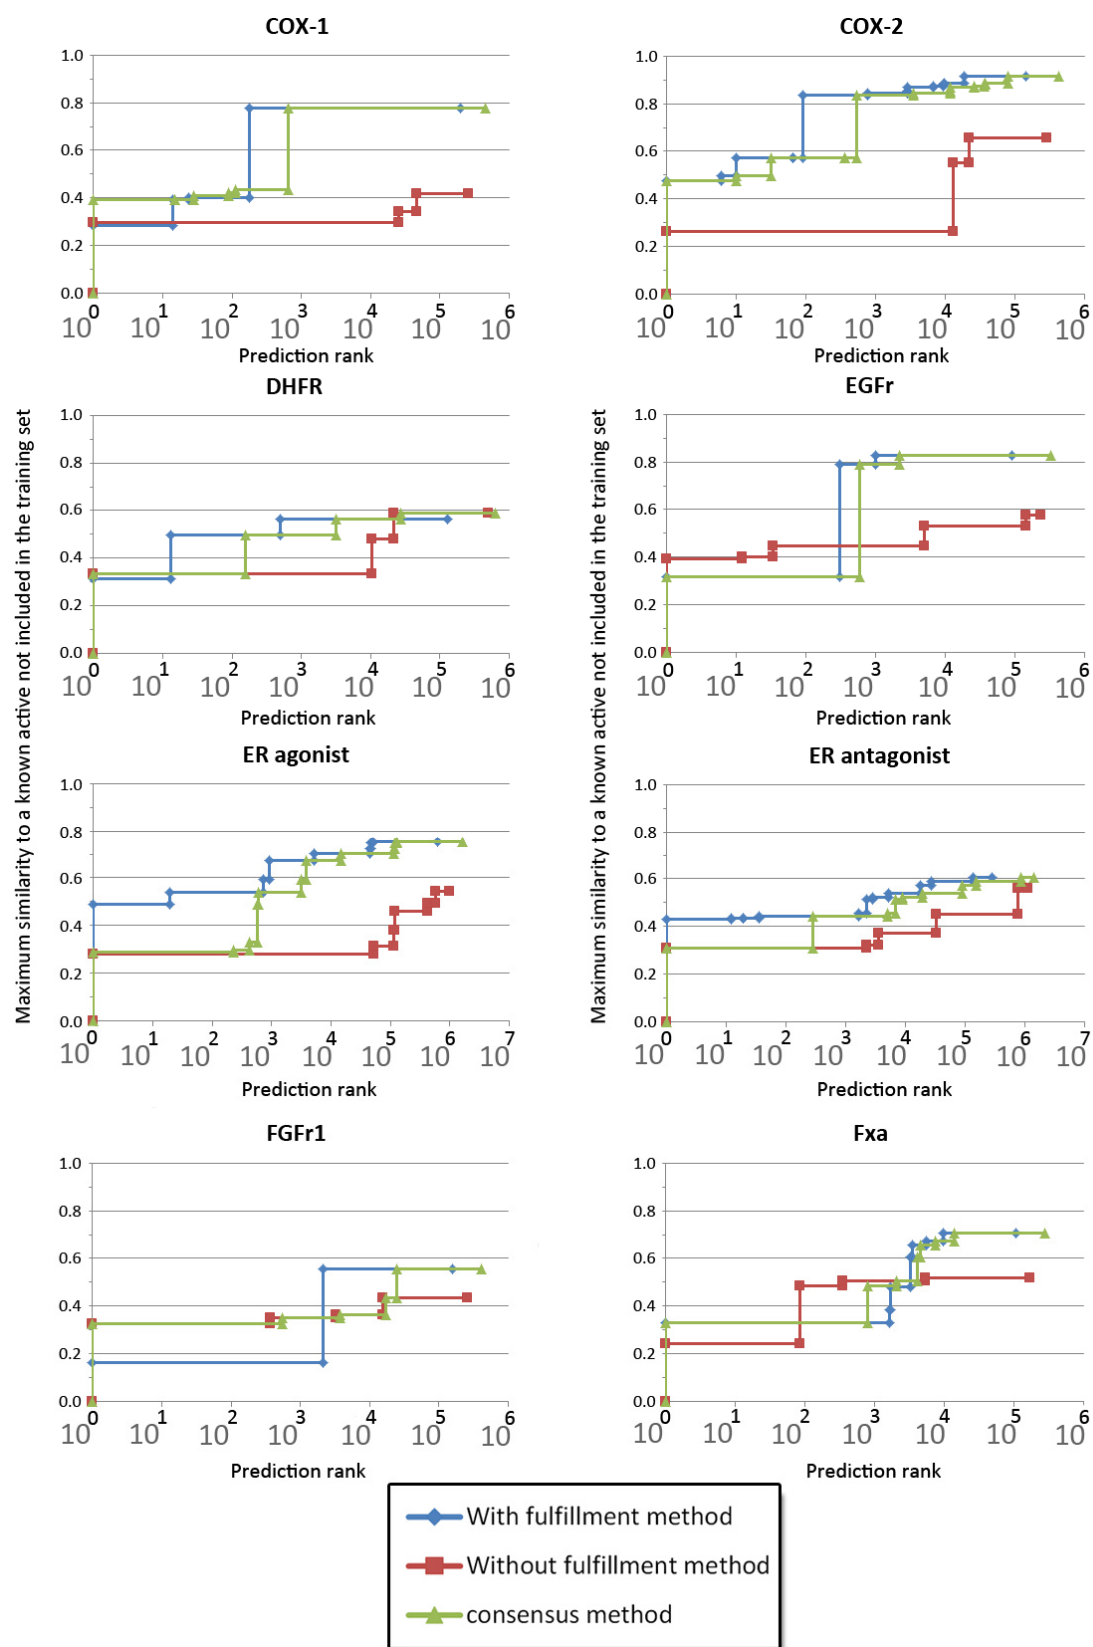 COX-1
COX-2
1.0
0.8
0.6
0.4
0.2
0.0
1.0
0.8
0.6
0.4
0.2
0.0
10^0 10^1 10^2 10^3 10^4 10^5 10^6
10^0 10^1 10^2 10^3 10^4 10^5 10^6
Prediction rank
Prediction rank
DHFR
EGFr
Maximum similarity to a known active not included in the training set
Maximum similarity to a known active not included in the training set
1.0
0.8
0.6
0.4
0.2
0.0
1.0
0.8
0.6
0.4
0.2
0.0
10^0 10^1 10^2 10^3 10^4 10^5 10^6
10^0 10^1 10^2 10^3 10^4 10^5 10^6
Prediction rank
Prediction rank
ER agonist
ER antagonist
1.0
0.8
0.6
0.4
0.2
0.0
1.0
0.8
0.6
0.4
0.2
0.0
10^0 10^1 10^2 10^3 10^4 10^5 10^6 10^7
10^0 10^1 10^2 10^3 10^4 10^5 10^6 10^7
Prediction rank
Prediction rank
FGFr1
Fxa
1.0
0.8
0.6
0.4
0.2
0.0
1.0
0.8
0.6
0.4
0.2
0.0
10^0 10^1 10^2 10^3 10^4 10^5 10^6
10^0 10^1 10^2 10^3 10^4 10^5 10^6
Prediction rank
Prediction rank
With fulfillment method
Without fulfillment method
consensus method